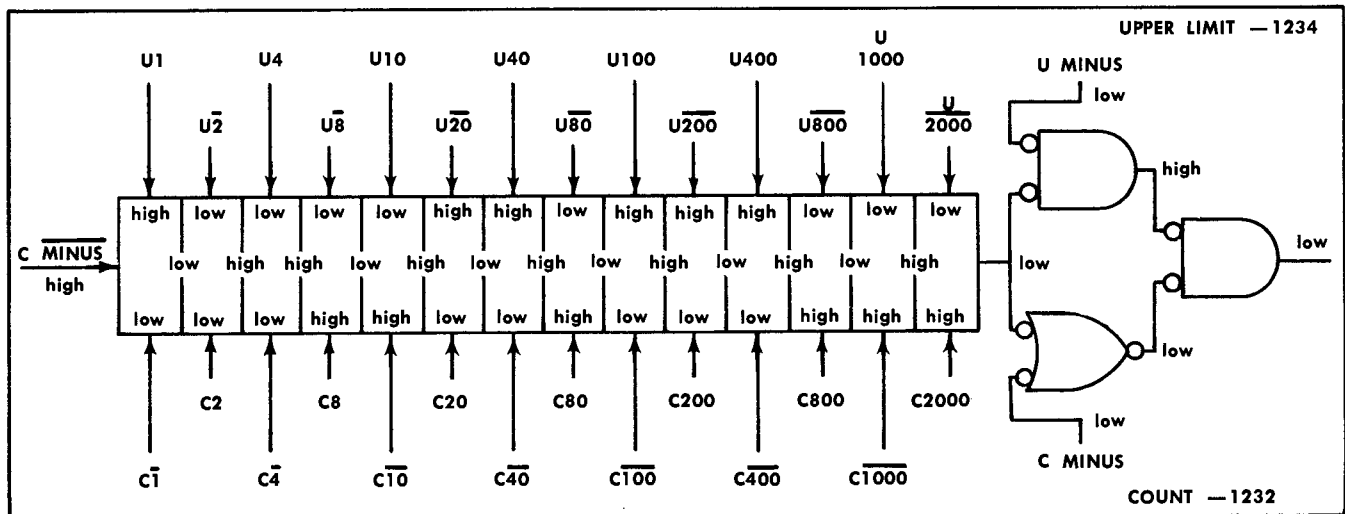 UPPER LIMIT — 1234
U1 U4 U10 U40 U100 U400 U 1000
U MINUS
low
U2̅ U8̅ U2̅0̅ U8̅0̅ U2̅0̅0̅ U8̅0̅0̅ U̅ 2̅0̅0̅0̅
high low low low low high high low high high high low low low
high
C M̅I̅N̅U̅S̅
high
low high high low high low high low high low high low high
low
low
low low low high high low low high low low low high high high
low
C2 C8 C20 C80 C200 C800 C2000
low
C MINUS
C1̅ C4̅ C1̅0̅ C4̅0̅ C1̅0̅0̅ C4̅0̅0̅ C1̅0̅0̅0̅
COUNT — 1232